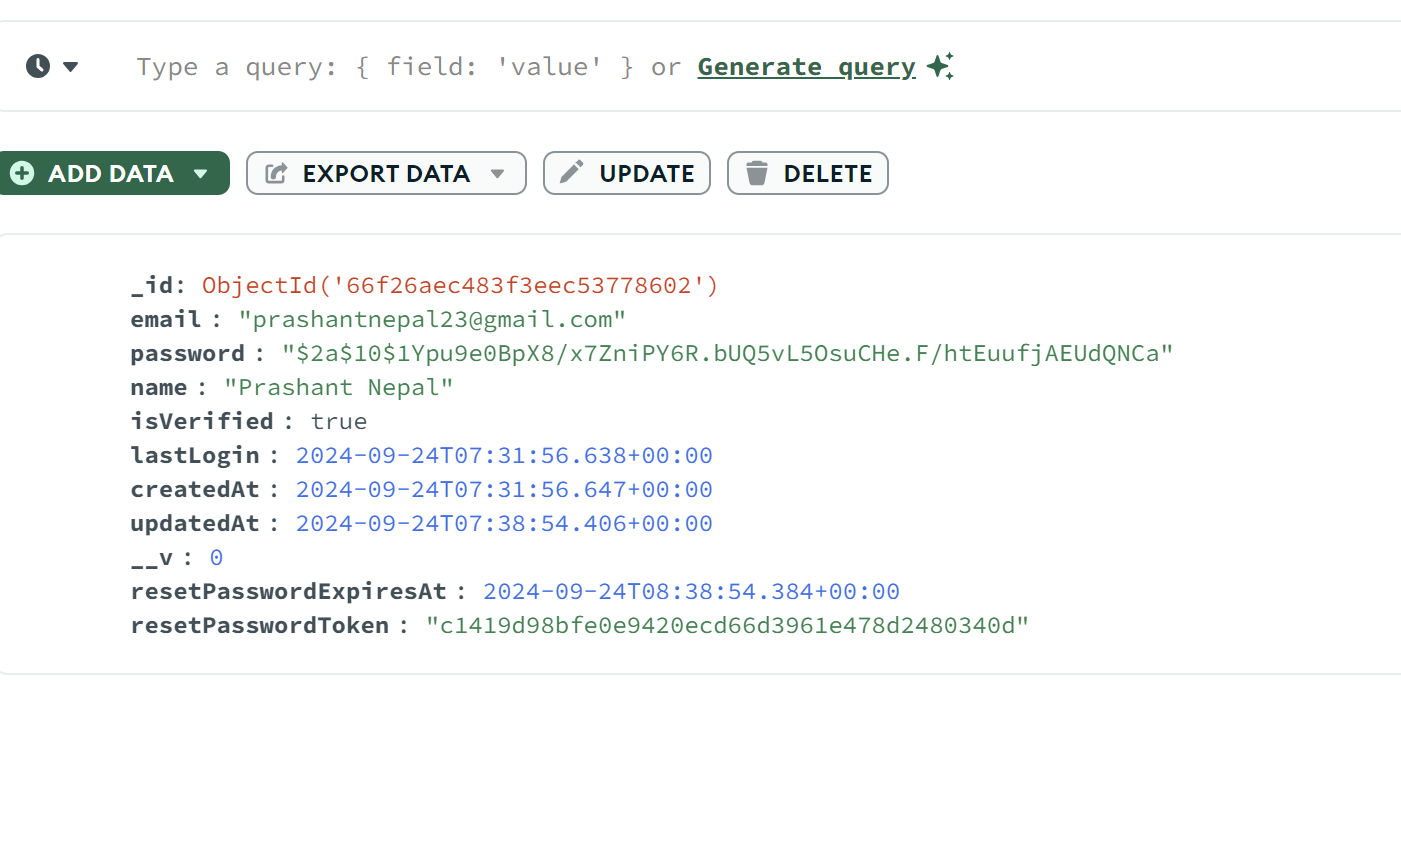 Type a query: { field: 'value' } or Generate query
ADD DATA EXPORT DATA UPDATE DELETE
_id: ObjectId('66f26aec483f3eec53778602')
email : "prashantnepal23@gmail.com"
password : "$2a$10$1Ypu9e0BpX8/x7ZniPY6R.bUQ5vL5OsuCHe.F/htEuufjAEUdQNCa"
name : "Prashant Nepal"
isVerified : true
lastLogin : 2024-09-24T07:31:56.638+00:00
createdAt : 2024-09-24T07:31:56.647+00:00
updatedAt : 2024-09-24T07:38:54.406+00:00
__v : 0
resetPasswordExpiresAt : 2024-09-24T08:38:54.384+00:00
resetPasswordToken : "c1419d98bfe0e9420ecd66d3961e478d2480340d"